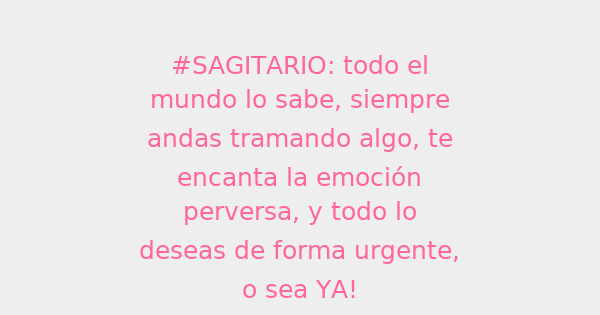 #SAGITARIO: todo el
mundo lo sabe, siempre
andas tramando algo, te
encanta la emoción
perversa, y todo lo
deseas de forma urgente,
o sea YA!